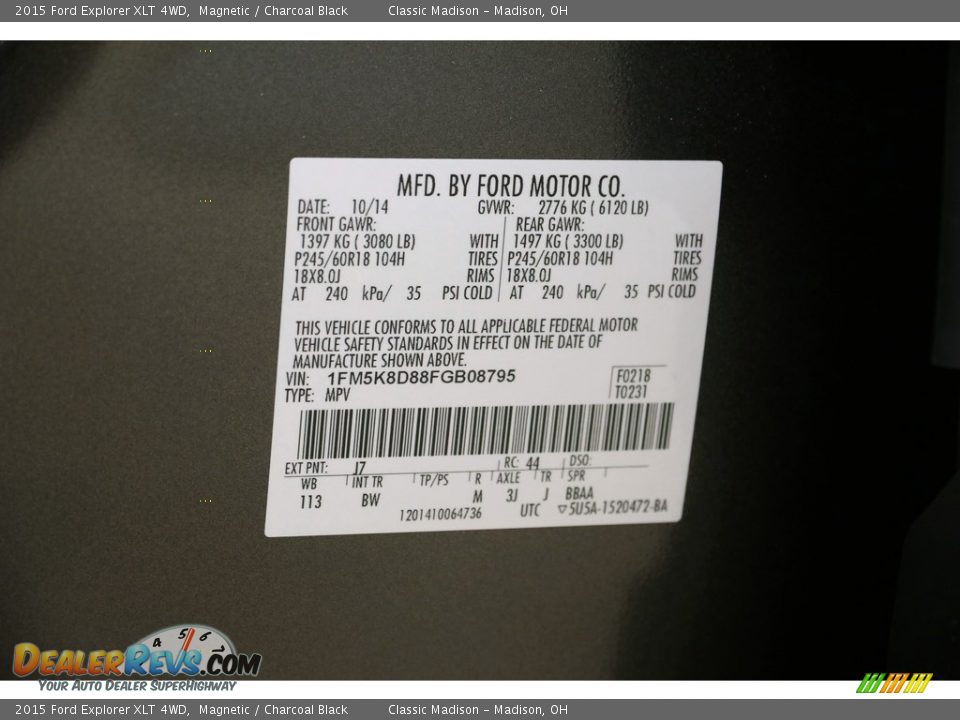 2015 Ford Explorer XLT 4WD, Magnetic / Charcoal Black Classic Madison – Madison, OH
MFD. BY FORD MOTOR CO.
DATE: 10/14 GVWR: 2776 KG ( 6120 LB)
FRONT GAWR: REAR GAWR:
1397 KG ( 3080 LB) WITH 1497 KG ( 3300 LB) WITH
P245/60R18 104H TIRES P245/60R18 104H TIRES
18X8.0J RIMS 18X8.0J RIMS
AT 240 kPa/ 35 PSI COLD AT 240 kPa/ 35 PSI COLD
THIS VEHICLE CONFORMS TO ALL APPLICABLE FEDERAL MOTOR
VEHICLE SAFETY STANDARDS IN EFFECT ON THE DATE OF
MANUFACTURE SHOWN ABOVE.
VIN: 1FM5K8D88FGB08795 F0218
TYPE: MPV T0231
EXT PNT: J7 RC: 44 DSO:
WB INT TR TP/PS R AXLE TR SPR
113 BW M 3J J BBAA
1201410064736 UTC ▽5U5A-1520472-BA
4 5 6
DEALERREVS.COM
YOUR AUTO DEALER SUPERHIGHWAY
2015 Ford Explorer XLT 4WD, Magnetic / Charcoal Black Classic Madison – Madison, OH